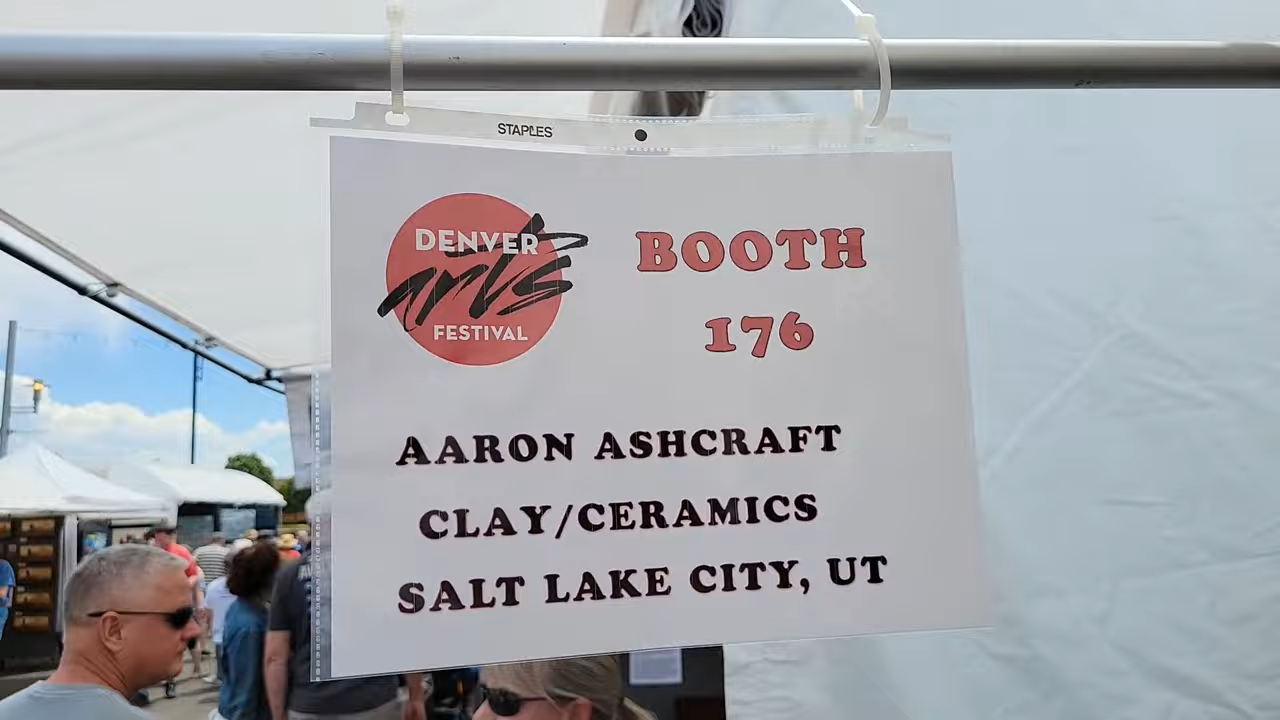 STAPLES
DENVER
arts
FESTIVAL
BOOTH
176
AARON ASHCRAFT
CLAY/CERAMICS
SALT LAKE CITY, UT